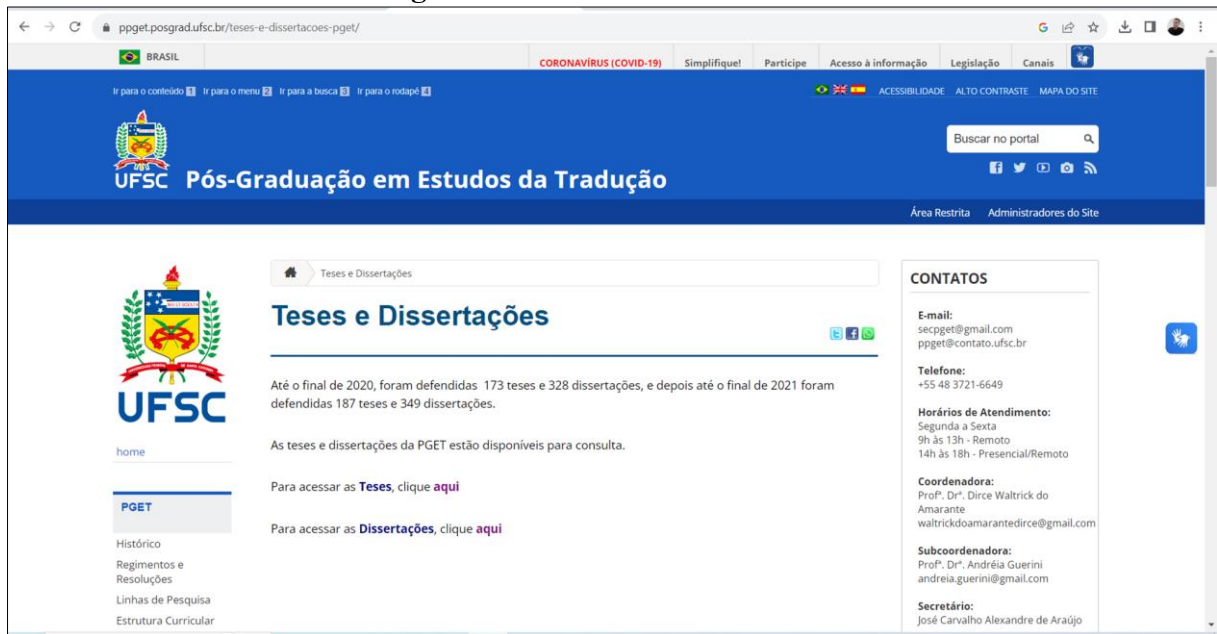 ppget.posgrad.ufsc.br/teses-e-dissertacoes-pget/
BRASIL
CORONAVÍRUS (COVID-19) Simplifique! Participe Acesso à informação Legislação Canais
Ir para o conteúdo 1 Ir para o menu 2 Ir para a busca 3 Ir para o rodapé 4
ACESSIBILIDADE ALTO CONTRASTE MAPA DO SITE
Buscar no portal
UFSC Pós-Graduação em Estudos da Tradução
Área Restrita Administradores do Site
Teses e Dissertações
Teses e Dissertações
Até o final de 2020, foram defendidas 173 teses e 328 dissertações, e depois até o final de 2021 foram
defendidas 187 teses e 349 dissertações.
As teses e dissertações da PGET estão disponíveis para consulta.
Para acessar as Teses, clique aqui
Para acessar as Dissertações, clique aqui
UFSC
home
PGET
Histórico
Regimentos e
Resoluções
Linhas de Pesquisa
Estrutura Curricular
CONTATOS
E-mail:
secpget@gmail.com
ppget@contato.ufsc.br
Telefone:
+55 48 3721-6649
Horários de Atendimento:
Segunda a Sexta
9h às 13h - Remoto
14h às 18h - Presencial/Remoto
Coordenadora:
Profª. Drª. Dirce Waltrick do
Amarante
waltrickdoamarantedirce@gmail.com
Subcoordenadora:
Profª. Drª. Andréia Guerini
andreia.guerini@gmail.com
Secretário:
José Carvalho Alexandre de Araújo